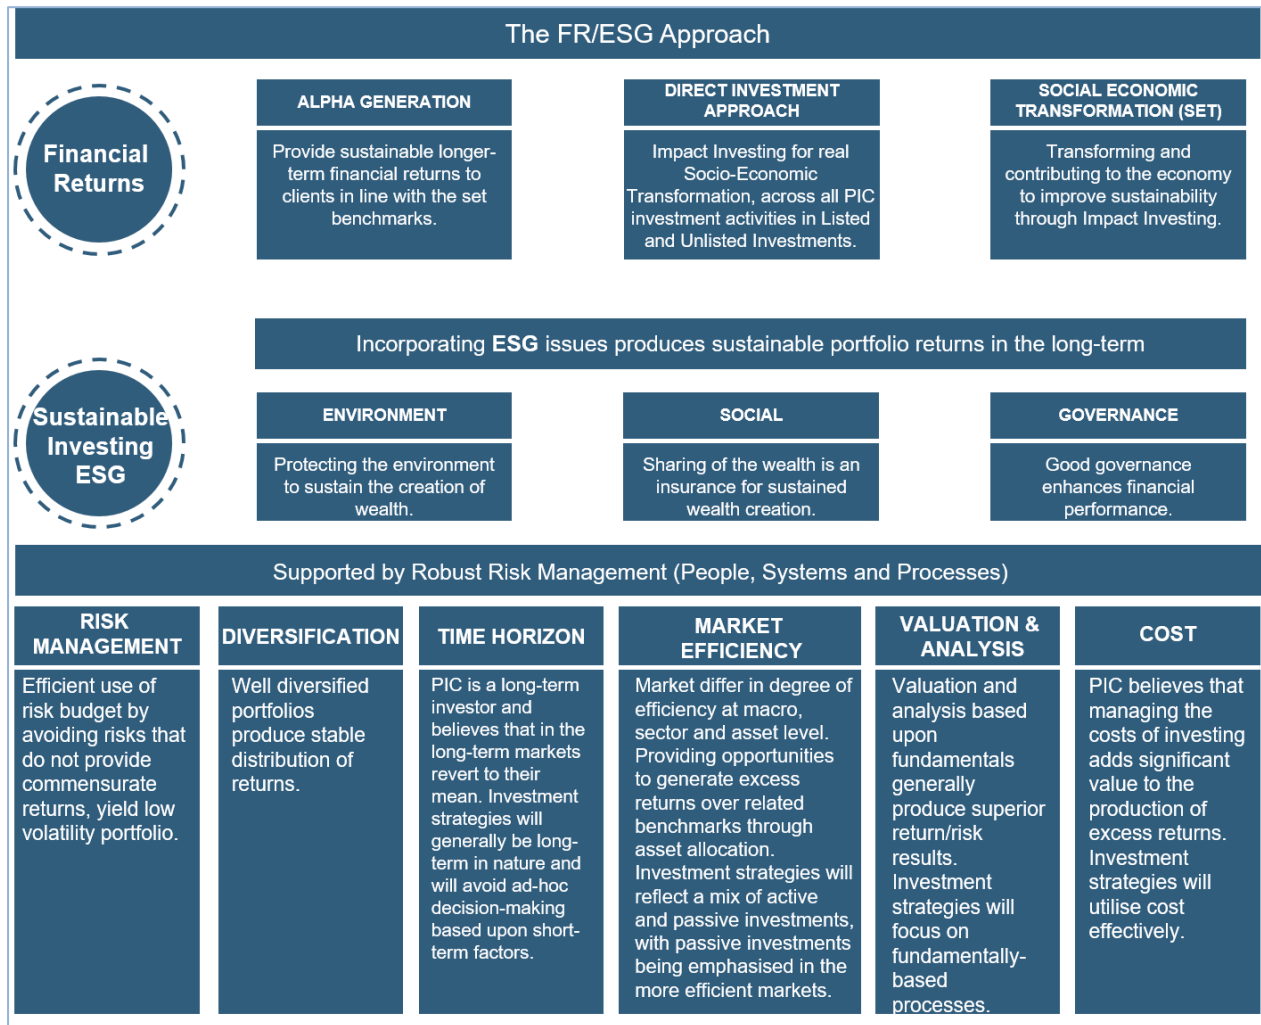 The FR/ESG Approach
Financial
Returns
ALPHA GENERATION
Provide sustainable longer-
term financial returns to
clients in line with the set
benchmarks.
DIRECT INVESTMENT
APPROACH
Impact Investing for real
Socio-Economic
Transformation, across all PIC
investment activities in Listed
and Unlisted Investments.
SOCIAL ECONOMIC
TRANSFORMATION (SET)
Transforming and
contributing to the economy
to improve sustainability
through Impact Investing.
Incorporating ESG issues produces sustainable portfolio returns in the long-term
Sustainable
Investing
ESG
ENVIRONMENT
Protecting the environment
to sustain the creation of
wealth.
SOCIAL
Sharing of the wealth is an
insurance for sustained
wealth creation.
GOVERNANCE
Good governance
enhances financial
performance.
Supported by Robust Risk Management (People, Systems and Processes)
RISK
MANAGEMENT
Efficient use of
risk budget by
avoiding risks that
do not provide
commensurate
returns, yield low
volatility portfolio.
DIVERSIFICATION
Well diversified
portfolios
produce stable
distribution of
returns.
TIME HORIZON
PIC is a long-term
investor and
believes that in the
long-term markets
revert to their
mean. Investment
strategies will
generally be long-
term in nature and
will avoid ad-hoc
decision-making
based upon short-
term factors.
MARKET
EFFICIENCY
Market differ in degree of
efficiency at macro,
sector and asset level.
Providing opportunities
to generate excess
returns over related
benchmarks through
asset allocation.
Investment strategies will
reflect a mix of active
and passive investments,
with passive investments
being emphasised in the
more efficient markets.
VALUATION &
ANALYSIS
Valuation and
analysis based
upon
fundamentals
generally
produce superior
return/risk
results.
Investment
strategies will
focus on
fundamentally-
based
processes.
COST
PIC believes that
managing the
costs of investing
adds significant
value to the
production of
excess returns.
Investment
strategies will
utilise cost
effectively.